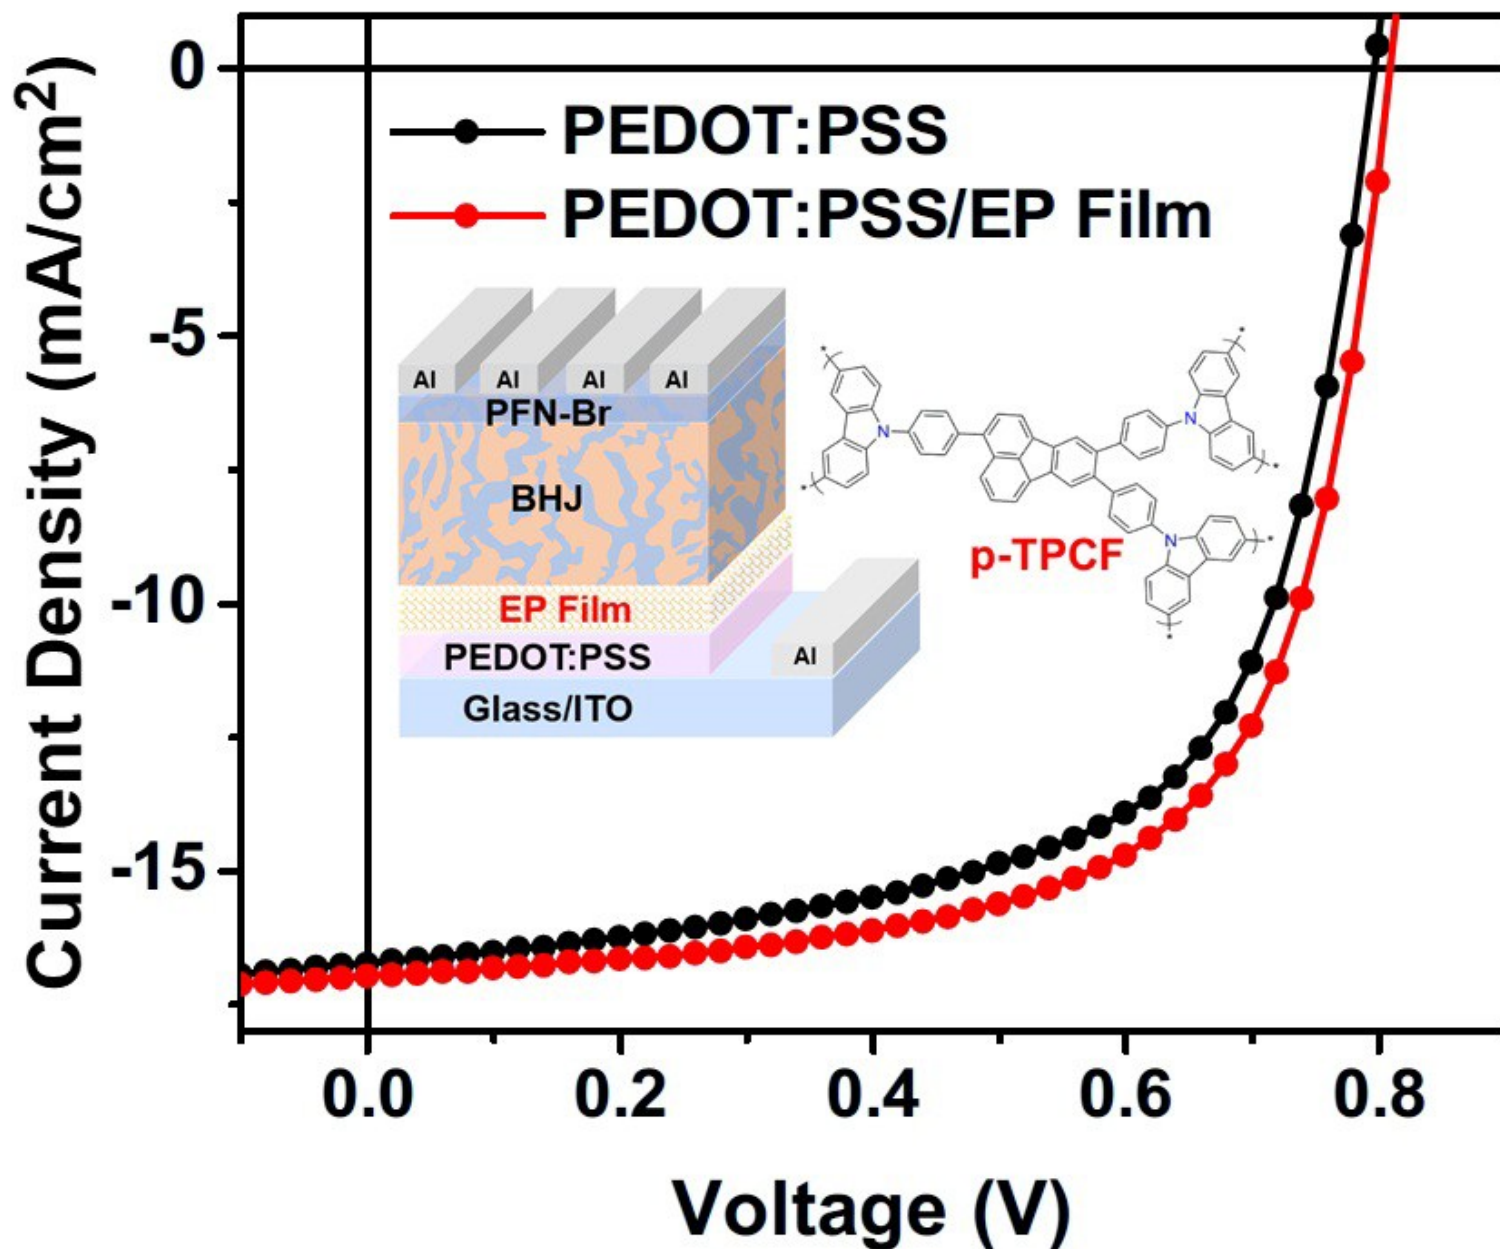 Current Density (mA/cm²)
0
-5
-10
-15
PEDOT:PSS
PEDOT:PSS/EP Film
Al Al Al Al
PFN-Br
BHJ
EP Film
PEDOT:PSS
Al
Glass/ITO
* * * * * *
N N N
p-TPCF
0.0 0.2 0.4 0.6 0.8
Voltage (V)